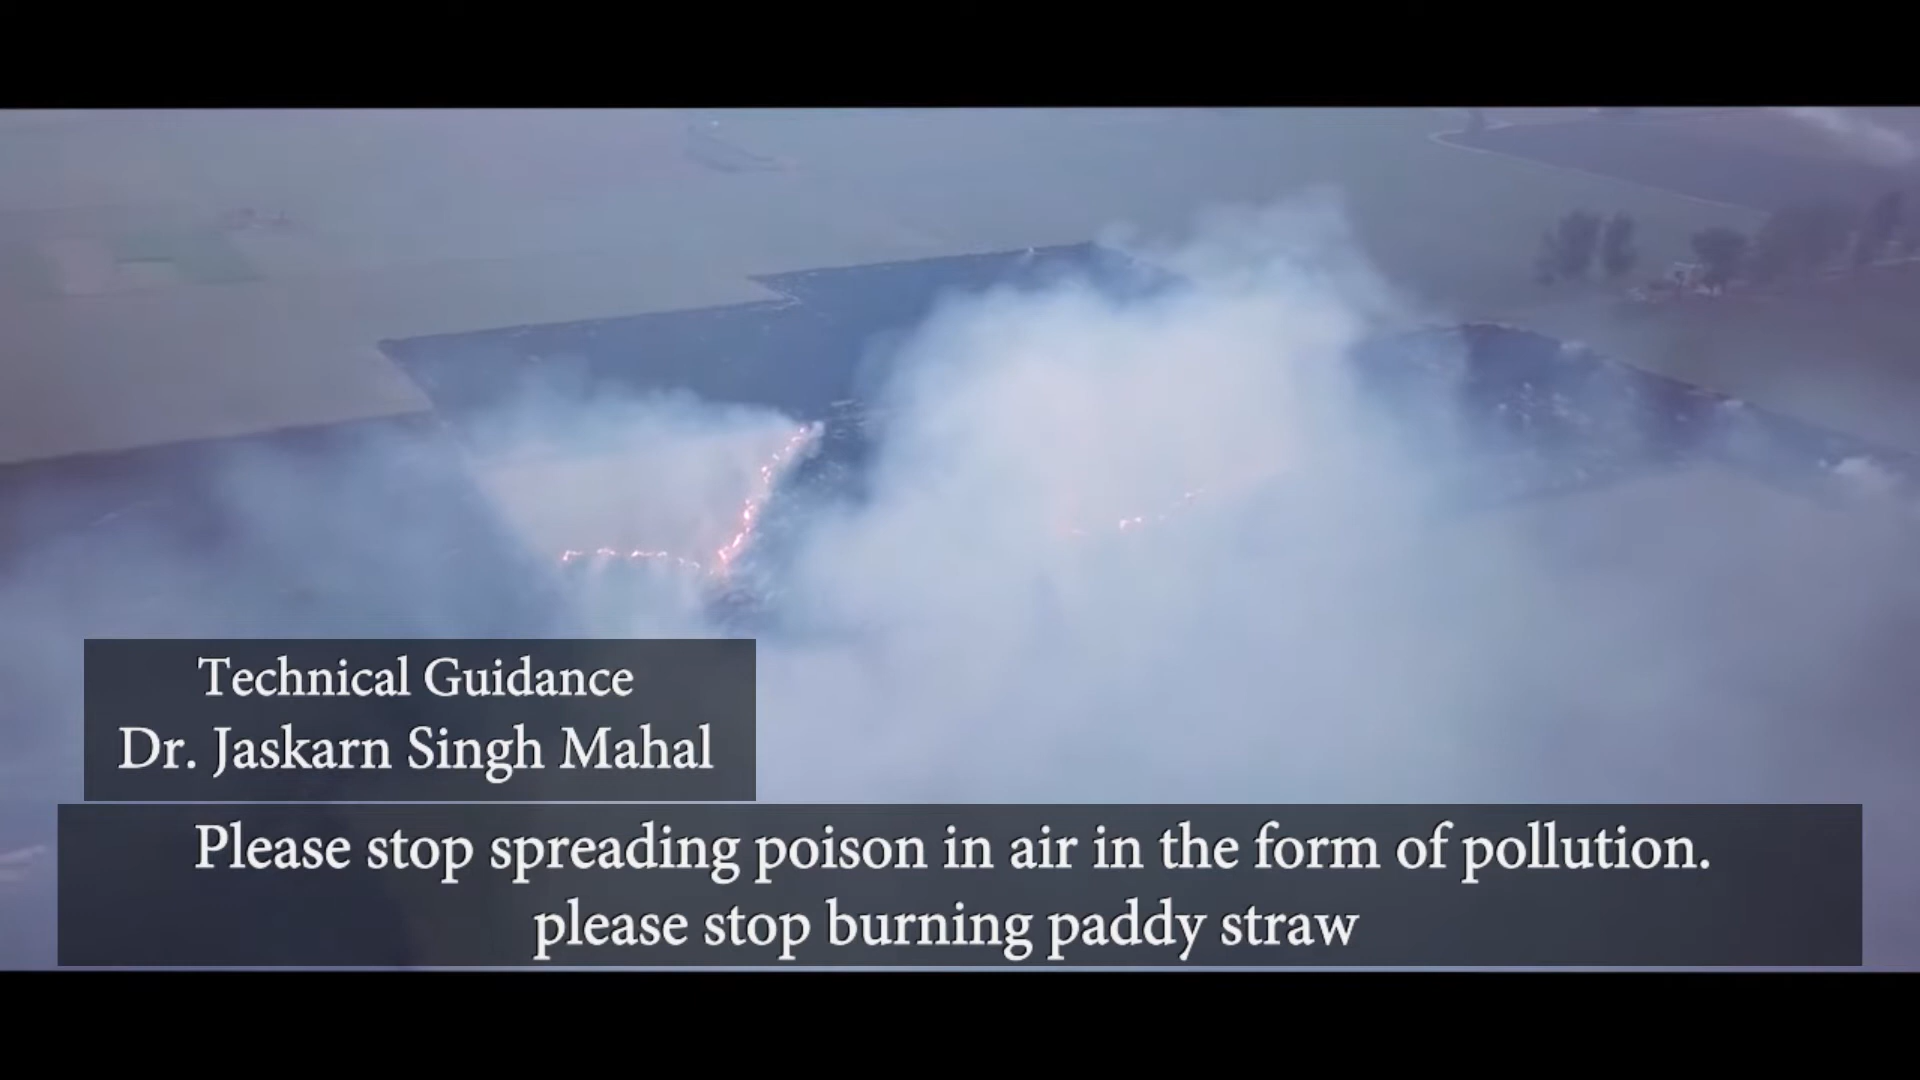 Technical Guidance
Dr. Jaskarn Singh Mahal
Please stop spreading poison in air in the form of pollution.
please stop burning paddy straw